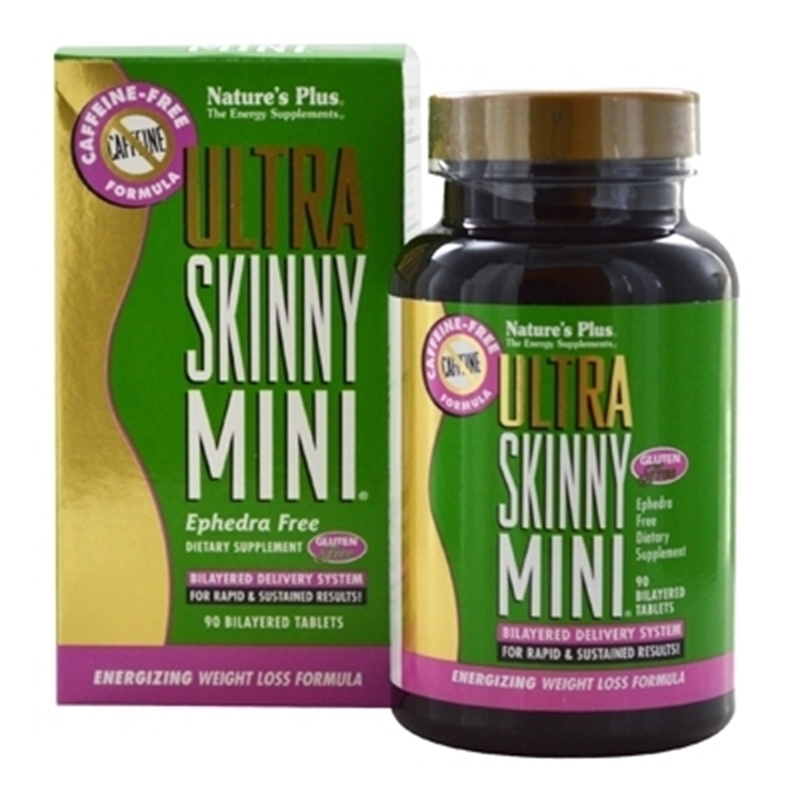 MINI
CAFFEINE-FREE
CAFFEINE
FORMULA
Nature's Plus
The Energy Supplements
ULTRA
SKINNY
MINI®
Ephedra Free
DIETARY SUPPLEMENT
GLUTEN
Free
BILAYERED DELIVERY SYSTEM
FOR RAPID & SUSTAINED RESULTS!
90 BILAYERED TABLETS
ENERGIZING WEIGHT LOSS FORMULA
CAFFEINE-FREE
CAFFEINE
FORMULA
Nature's Plus
The Energy Supplements
ULTRA
SKINNY
MINI®
GLUTEN
Free
Ephedra
Free
Dietary
Supplement
90
BILAYERED
TABLETS
BILAYERED DELIVERY SYSTEM
FOR RAPID & SUSTAINED RESULTS!
ENERGIZING WEIGHT LOSS FORMULA